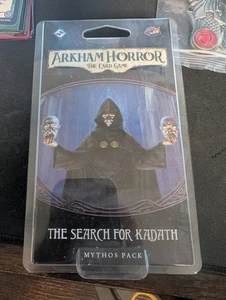 ARKHAM HORROR
THE CARD GAME
THE SEARCH FOR KADATH
MYTHOS PACK